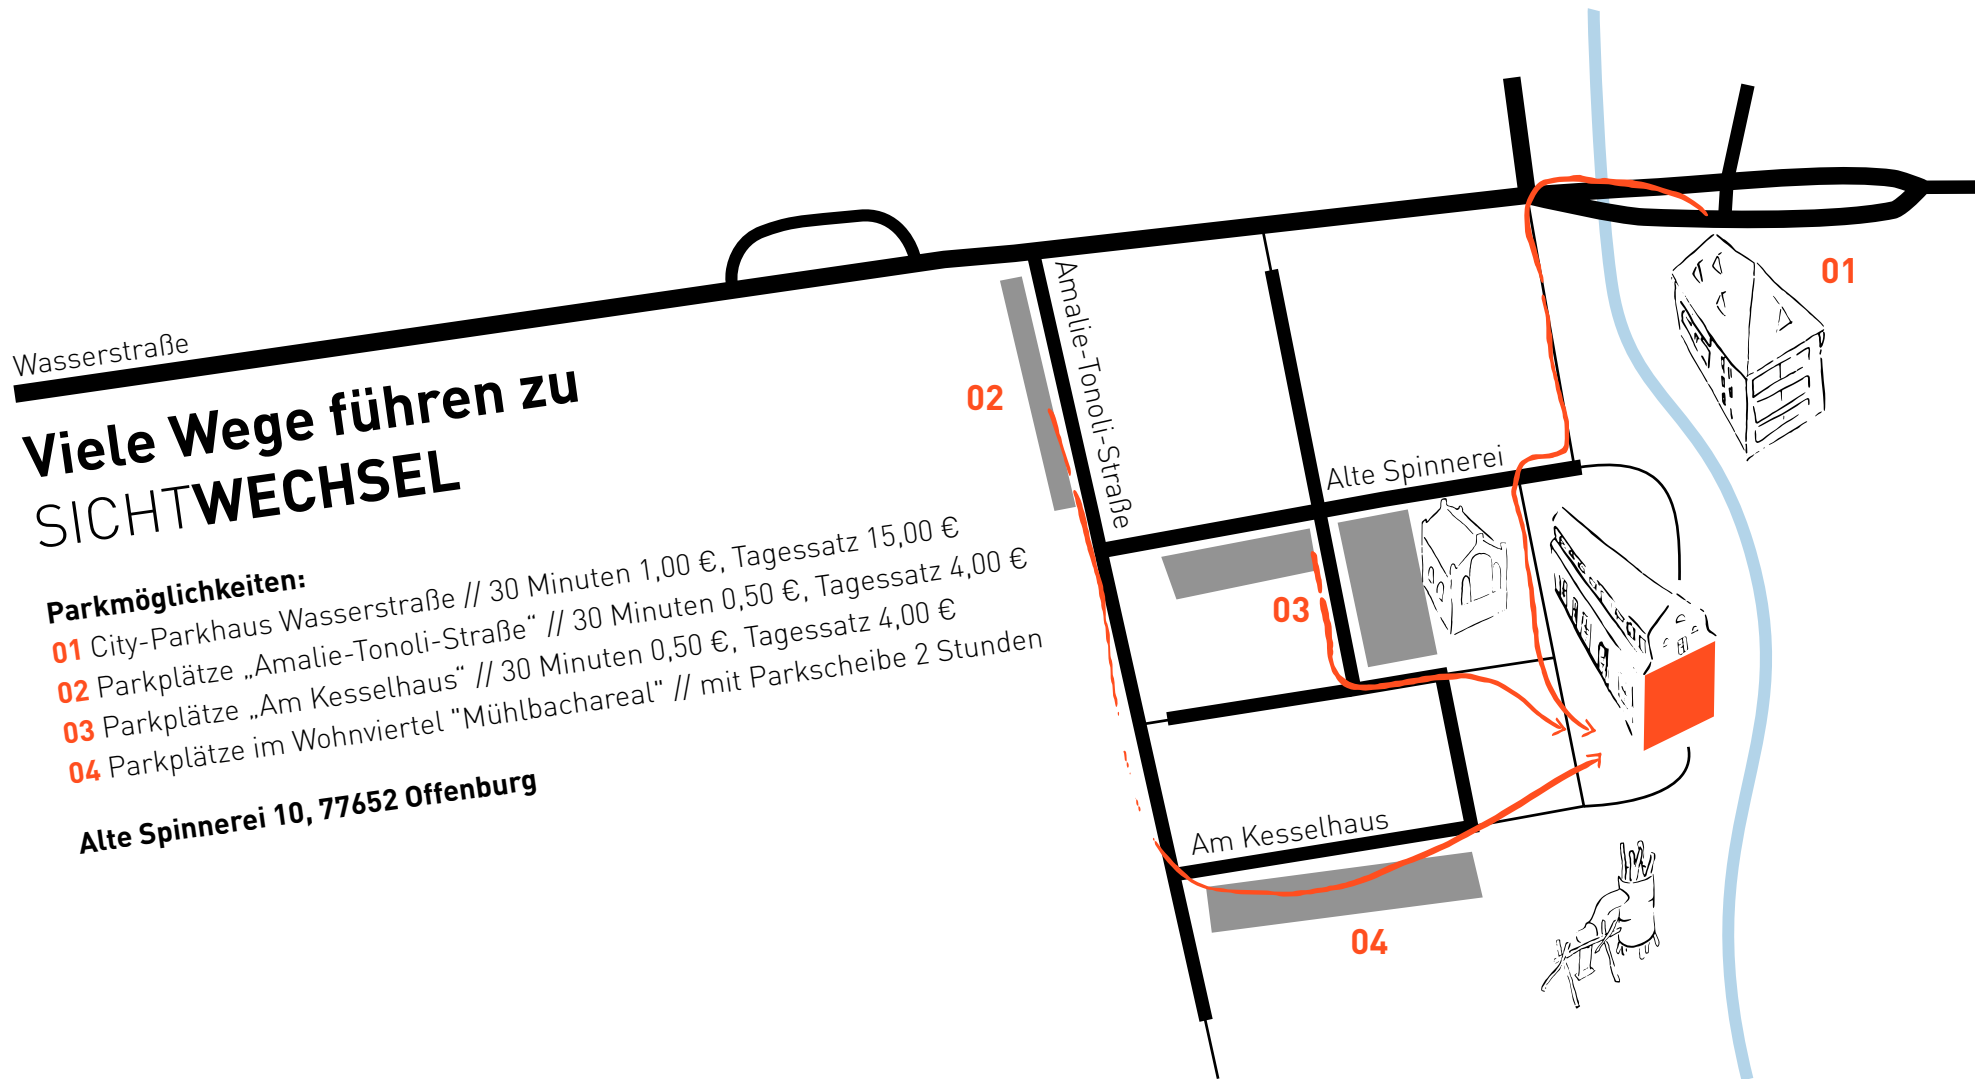 Wasserstraße
Viele Wege führen zu
SICHTWECHSEL
Parkmöglichkeiten:
01 City-Parkhaus Wasserstraße // 30 Minuten 1,00 €, Tagessatz 15,00 €
02 Parkplätze „Amalie-Tonoli-Straße“ // 30 Minuten 0,50 €, Tagessatz 4,00 €
03 Parkplätze „Am Kesselhaus“ // 30 Minuten 0,50 €, Tagessatz 4,00 €
04 Parkplätze im Wohnviertel "Mühlbachareal" // mit Parkscheibe 2 Stunden
Alte Spinnerei 10, 77652 Offenburg
01
02
Amalie-Tonoli-Straße
Alte Spinnerei
03
Am Kesselhaus
04